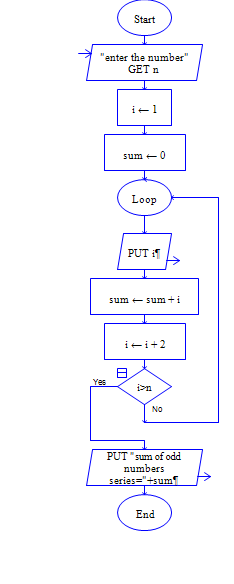 Start
"enter the number"
GET n
i ← 1
sum ← 0
Loop
PUT i¶
sum ← sum + i
i ← i + 2
i>n
Yes
No
PUT "sum of odd
numbers
series="+sum¶
End